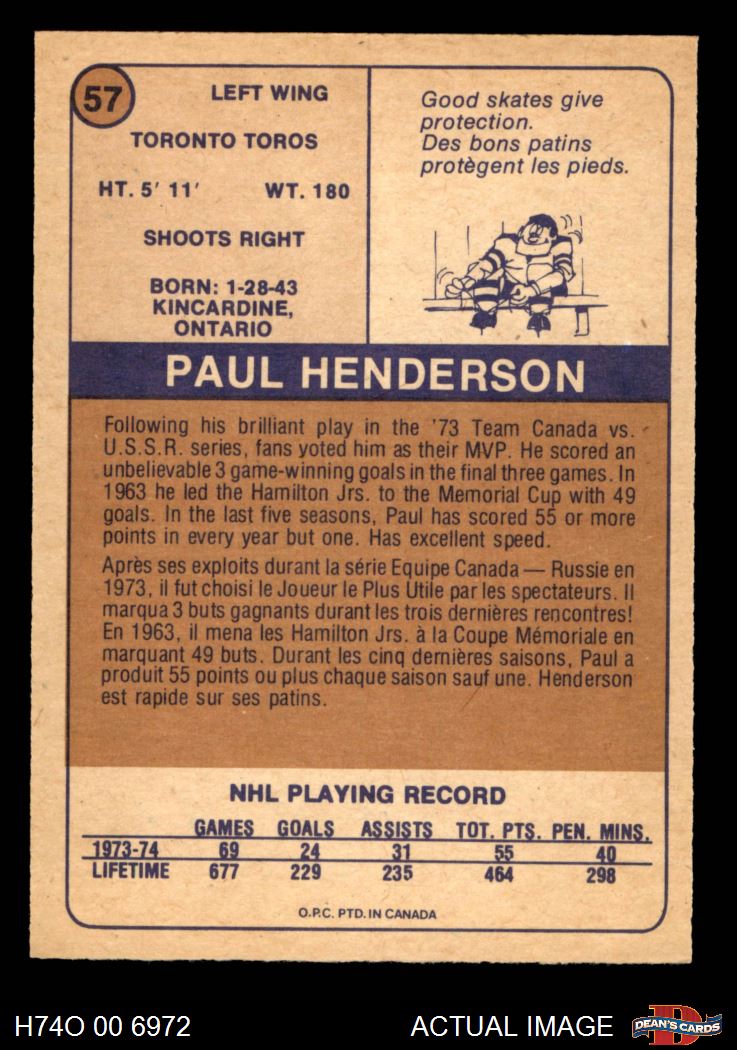 57
LEFT WING
TORONTO TOROS
HT. 5' 11' WT. 180
SHOOTS RIGHT
BORN: 1-28-43
KINCARDINE,
ONTARIO
Good skates give
protection.
Des bons patins
protègent les pieds.
PAUL HENDERSON
Following his brilliant play in the '73 Team Canada vs.
U.S.S.R. series, fans voted him as their MVP. He scored an
unbelievable 3 game-winning goals in the final three games. In
1963 he led the Hamilton Jrs. to the Memorial Cup with 49
goals. In the last five seasons, Paul has scored 55 or more
points in every year but one. Has excellent speed.
Après ses exploits durant la série Equipe Canada — Russie en
1973, il fut choisi le Joueur le Plus Utile par les spectateurs. Il
marqua 3 buts gagnants durant les trois dernières rencontres!
En 1963, il mena les Hamilton Jrs. à la Coupe Mémoriale en
marquant 49 buts. Durant les cinq dernières saisons, Paul a
produit 55 points ou plus chaque saison sauf une. Henderson
est rapide sur ses patins.
NHL PLAYING RECORD
GAMES GOALS ASSISTS TOT. PTS. PEN. MINS.
1973-74 69 24 31 55 40
LIFETIME 677 229 235 464 298
O.P.C. PTD. IN CANADA
H74O 00 6972
ACTUAL IMAGE
D
DEAN'S CARDS